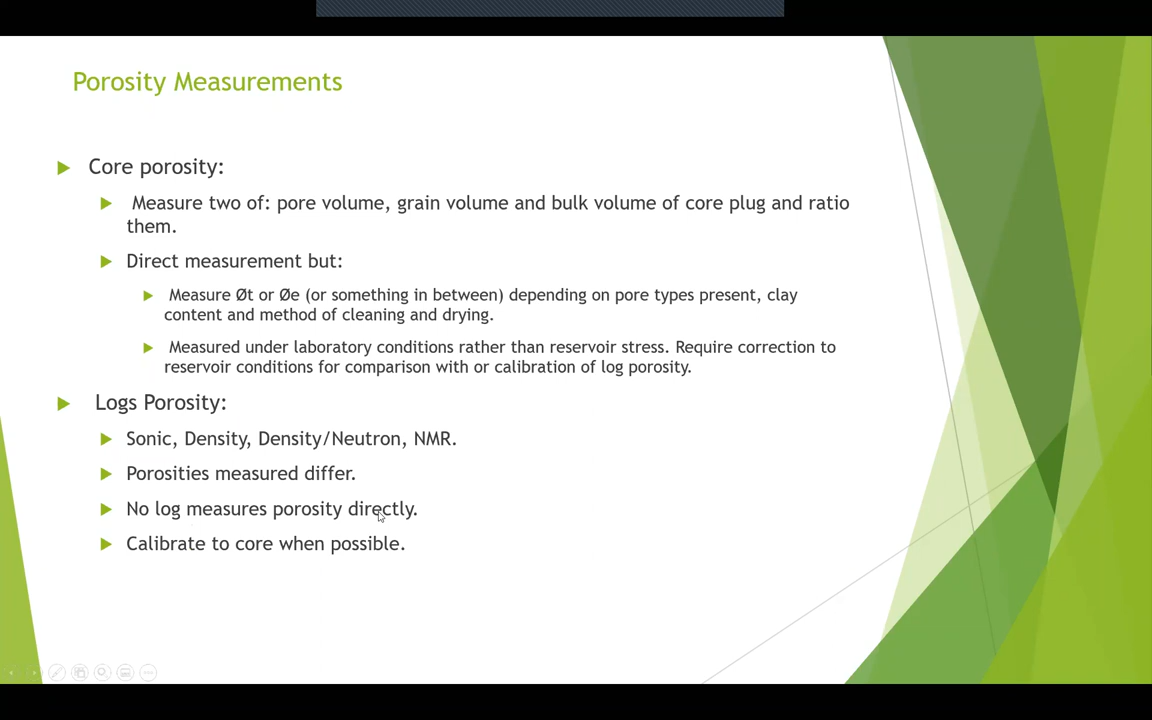 Porosity Measurements
Core porosity:
Measure two of: pore volume, grain volume and bulk volume of core plug and ratio
them.
Direct measurement but:
Measure Øt or Øe (or something in between) depending on pore types present, clay
content and method of cleaning and drying.
Measured under laboratory conditions rather than reservoir stress. Require correction to
reservoir conditions for comparison with or calibration of log porosity.
Logs Porosity:
Sonic, Density, Density/Neutron, NMR.
Porosities measured differ.
No log measures porosity directly.
Calibrate to core when possible.